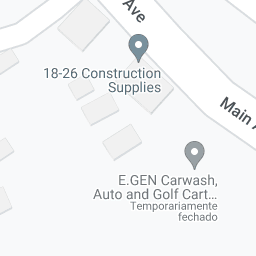 Ave
18-26 Construction
Supplies
Main
E.GEN Carwash,
Auto and Golf Cart...
Temporariamente
fechado